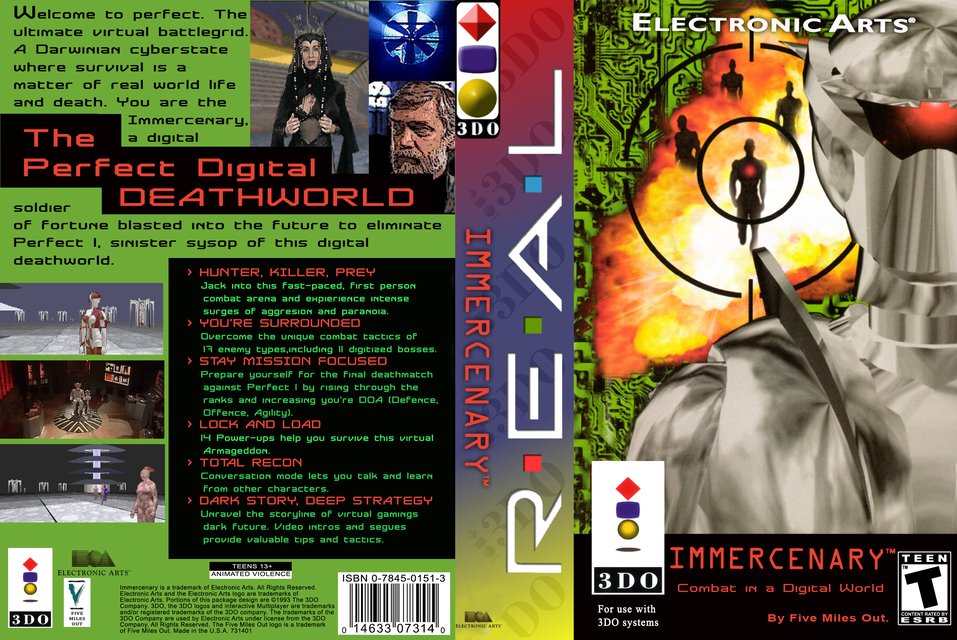 Welcome to perfect. The
ultimate virtual battlegrid.
A Darwinian cyberstate
where survival is a
matter of real world life
and death. You are the
Immercenary,
a digital
The
Perfect Digital
DEATHWORLD
soldier
of fortune blasted into the future to eliminate
Perfect 1, sinister sysop of this digital
deathworld.
> HUNTER, KILLER, PREY
Jack into this fast-paced, first person
combat arena and experience intense
surges of aggresion and paranoia.
> YOU'RE SURROUNDED
Overcome the unique combat tactics of
17 enemy types,including 11 digitized bosses.
> STAY MISSION FOCUSED
Prepare yourself for the final deathmatch
against Perfect 1 by rising through the
ranks and increasing you're DOA (Defence,
Offence, Agility).
> LOCK AND LOAD
14 Power-ups help you survive this virtual
Armageddon.
> TOTAL RECON
Conversation mode lets you talk and learn
from other characters.
> DARK STORY, DEEP STRATEGY
Unravel the storyline of virtual gamings
dark future. Video intros and segues
provide valuable tips and tactics.
3DO
ELECTRONIC ARTS®
FIVE
MILES
OUT
TEENS 13+
ANIMATED VIOLENCE
Immercenary is a trademark of Electronic Arts. All Rights Reserved.
Electronic Arts and the Electronic Arts logo are trademarks of
Electronic Arts. Portions of this package design are ©1993 The 3DO
Company. 3DO, the 3DO logos and interactive Multiplayer are trademarks
and/or registered trademarks of the 3DO company. The trademarks of the
3DO Company are used by Electronic Arts under license from the 3DO
Company. All Rights Reserved. The Five Miles Out logo is a trademark
of Five Miles Out. Made in the U.S.A. 731401
ISBN 0-7845-0151-3
0 14633 07314 0
3DO
IMMERCENARY™
R·E·A·L
3DO
3DO
3DO
3DO
3DO
3DO
ELECTRONIC ARTS
ELECTRONIC ARTS®
3DO
For use with
3DO systems
IMMERCENARY™
Combat in a Digital World
By Five Miles Out.
TEEN
T
CONTENT RATED BY
ESRB